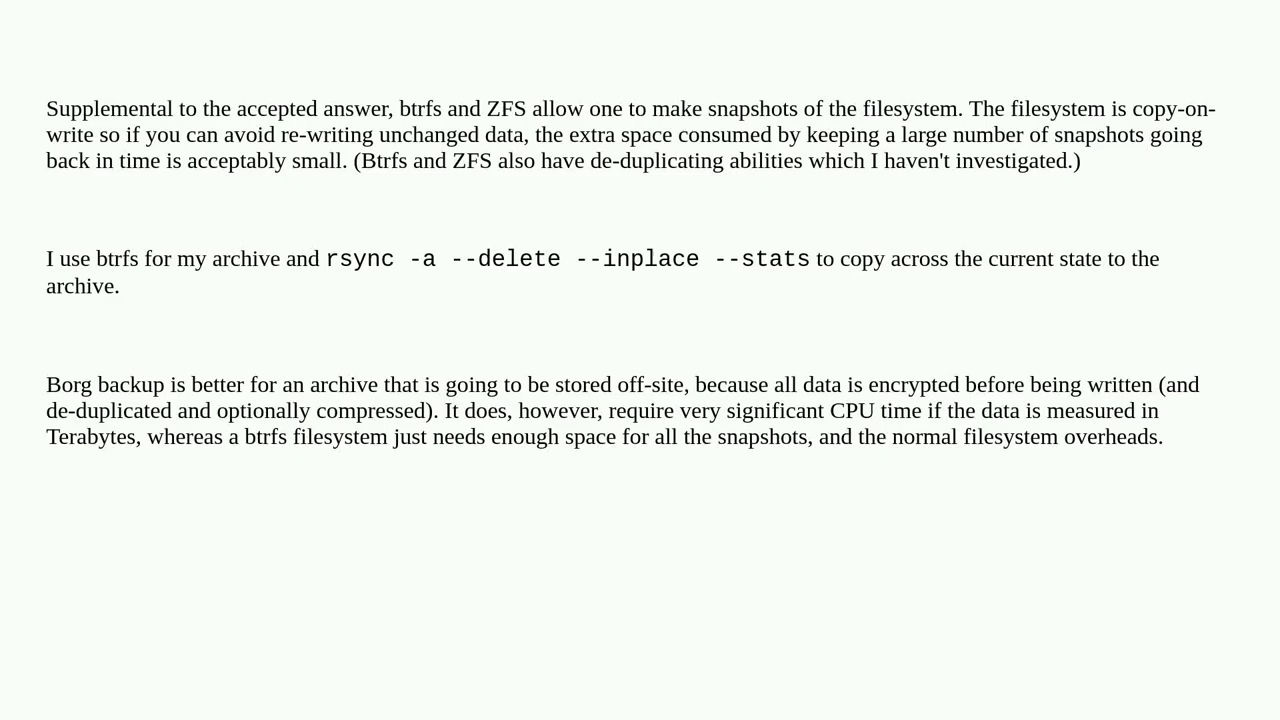 Supplemental to the accepted answer, btrfs and ZFS allow one to make snapshots of the filesystem. The filesystem is copy-on-
write so if you can avoid re-writing unchanged data, the extra space consumed by keeping a large number of snapshots going
back in time is acceptably small. (Btrfs and ZFS also have de-duplicating abilities which I haven't investigated.)
I use btrfs for my archive and rsync -a --delete --inplace --stats to copy across the current state to the
archive.
Borg backup is better for an archive that is going to be stored off-site, because all data is encrypted before being written (and
de-duplicated and optionally compressed). It does, however, require very significant CPU time if the data is measured in
Terabytes, whereas a btrfs filesystem just needs enough space for all the snapshots, and the normal filesystem overheads.